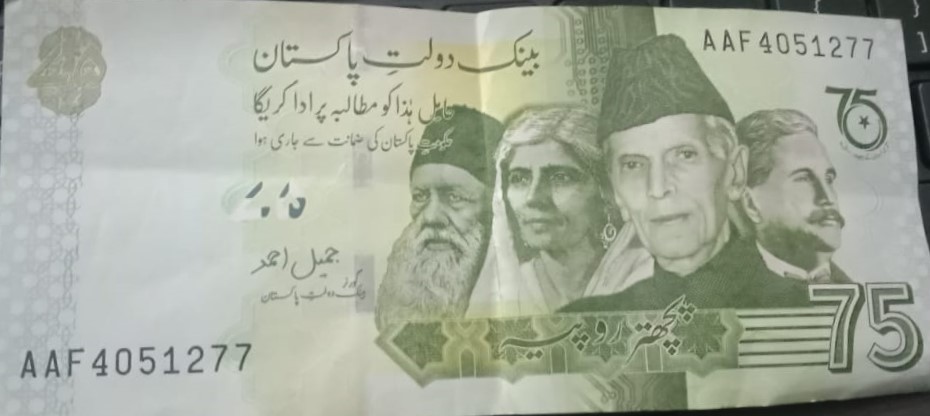 بینک دولتِ پاکستان
AAF4051277
حاملِ ہٰذا کو مطالبہ پر ادا کریگا
75
حکومتِ پاکستان کی ضمانت سے جاری ہوا
جمیل احمد
گورنر
بینک دولتِ پاکستان
75
پچھتر روپیہ
AAF4051277